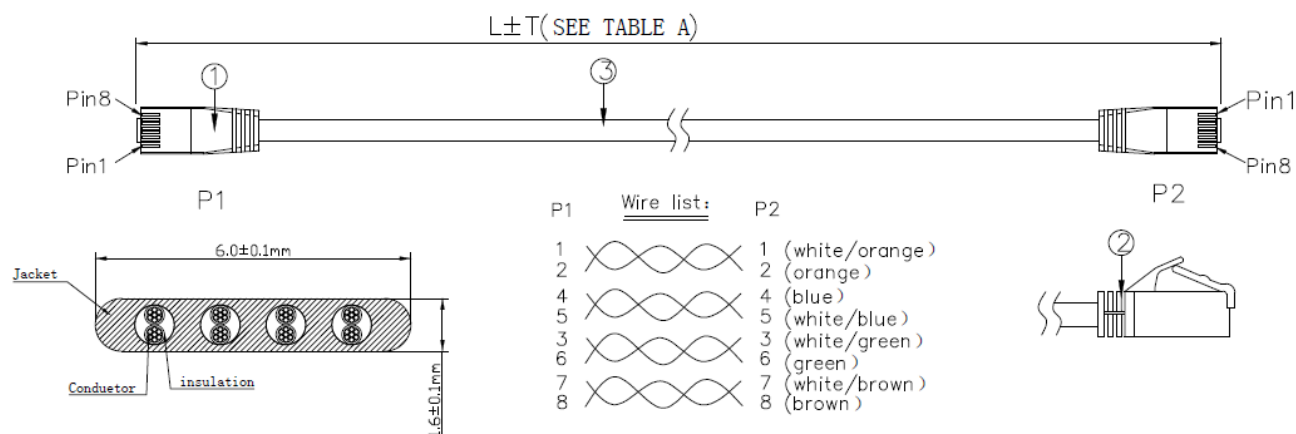 L±T(SEE TABLE A)
1
3
Pin8
Pin1
Pin1
Pin8
P1
P2
P1 Wire list: P2
1 1 (white/orange)
2 2 (orange)
4 4 (blue)
5 5 (white/blue)
3 3 (white/green)
6 6 (green)
7 7 (white/brown)
8 8 (brown)
6.0±0.1mm
Jacket
Conduetor
insulation
1.6±0.1mm
2